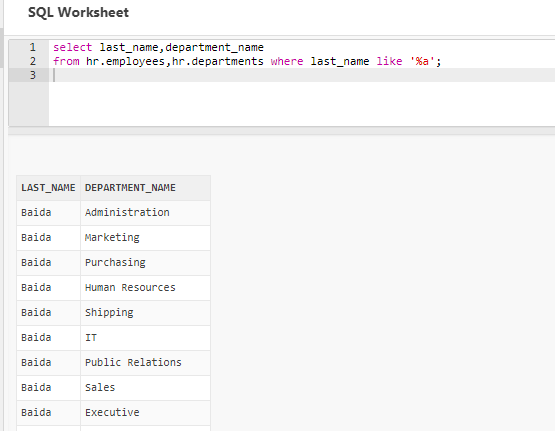 SQL Worksheet
1 select last_name,department_name
2 from hr.employees,hr.departments where last_name like '%a';
3
LAST_NAME DEPARTMENT_NAME
Baida Administration
Baida Marketing
Baida Purchasing
Baida Human Resources
Baida Shipping
Baida IT
Baida Public Relations
Baida Sales
Baida Executive